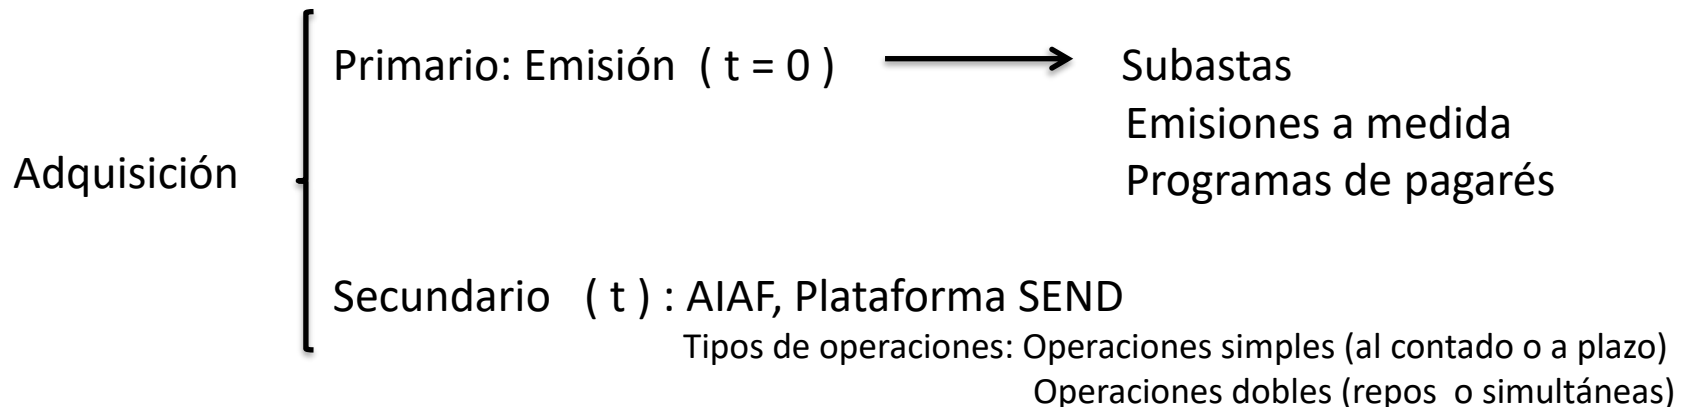 Primario: Emisión ( t = 0 ) Subastas
Emisiones a medida
Adquisición
Programas de pagarés
Secundario ( t ) : AIAF, Plataforma SEND
Tipos de operaciones: Operaciones simples (al contado o a plazo)
Operaciones dobles (repos o simultáneas)